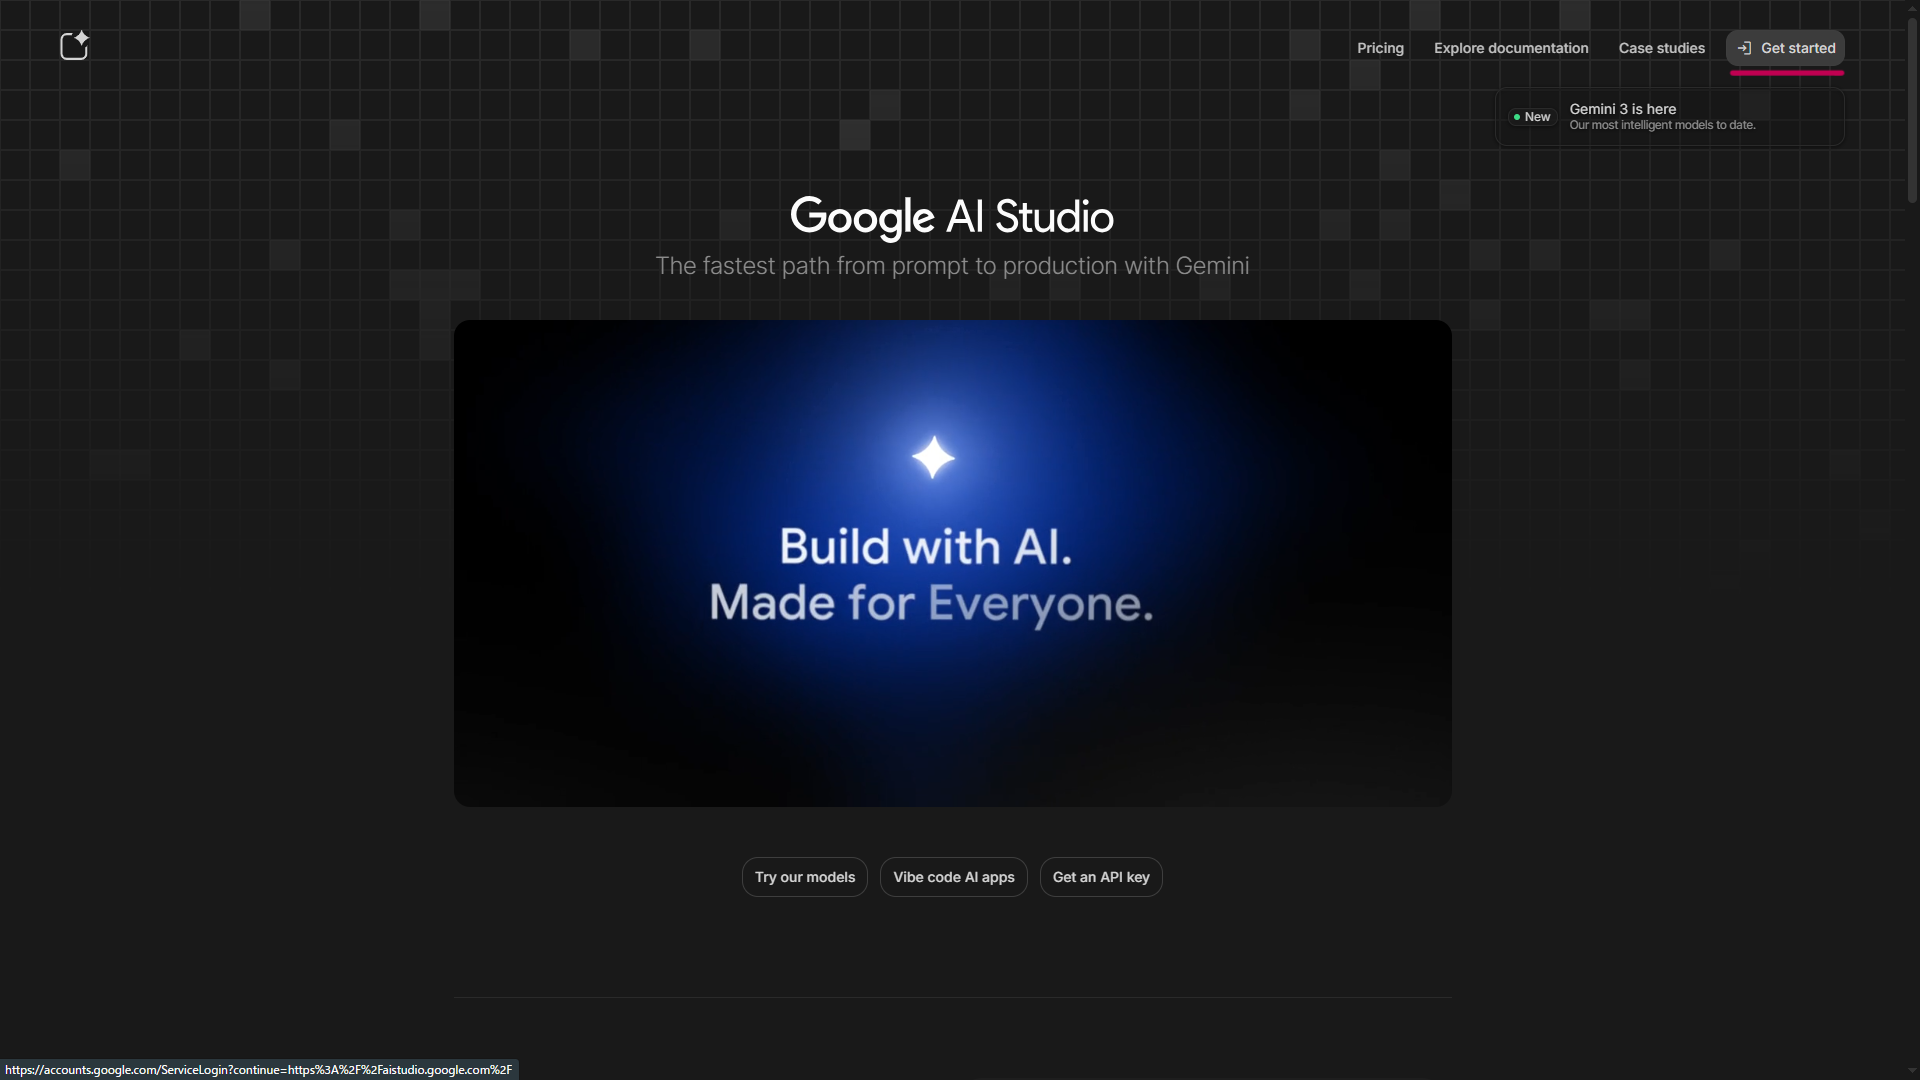 Pricing
Explore documentation
Case studies
Get started
New
Gemini 3 is here
Our most intelligent models to date.
Google AI Studio
The fastest path from prompt to production with Gemini
Build with AI.
Made for Everyone.
Try our models
Vibe code AI apps
Get an API key
https://accounts.google.com/ServiceLogin?continue=https%3A%2F%2Faistudio.google.com%2F